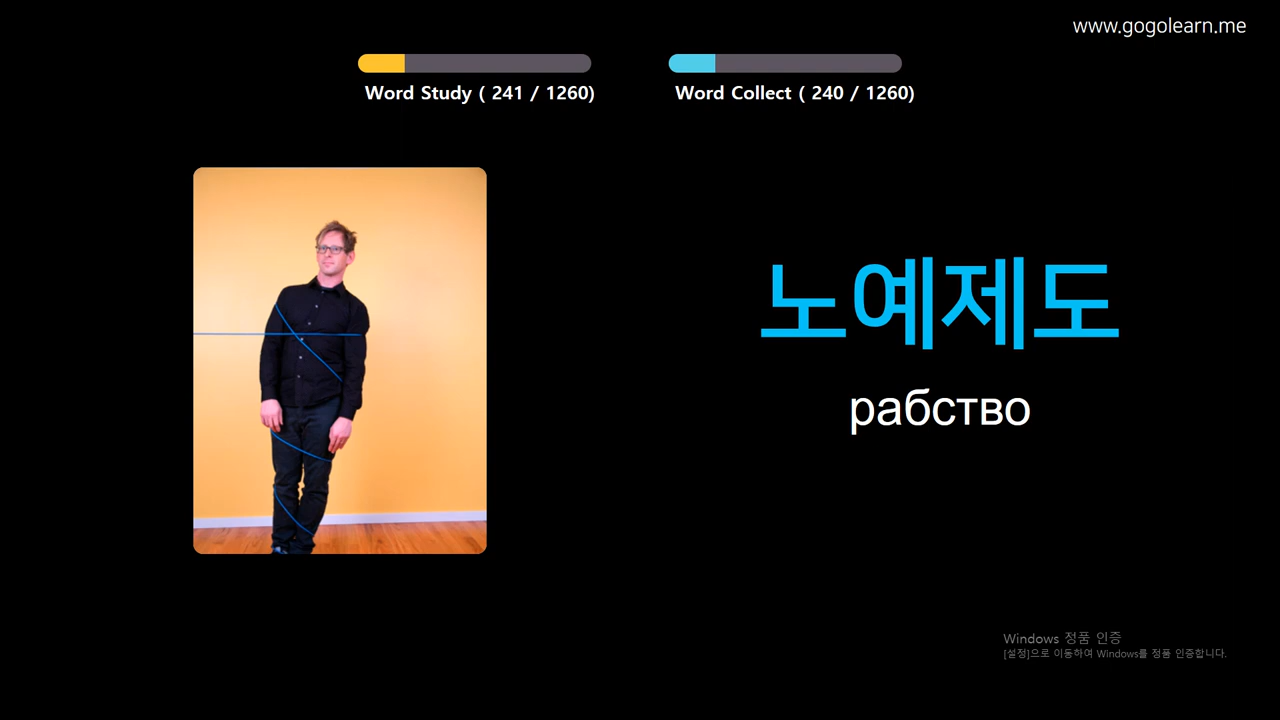 www.gogolearn.me
Word Study ( 241 / 1260)
Word Collect ( 240 / 1260)
노예제도
рабство
Windows 정품 인증
[설정]으로 이동하여 Windows를 정품 인증합니다.